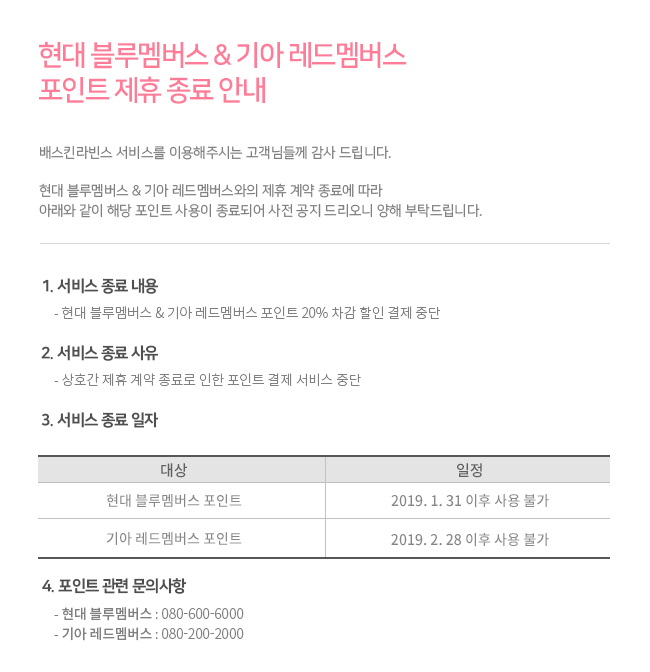 현대 블루멤버스 & 기아 레드멤버스
포인트 제휴 종료 안내
배스킨라빈스 서비스를 이용해주시는 고객님들께 감사 드립니다.
현대 블루멤버스 & 기아 레드멤버스와의 제휴 계약 종료에 따라
아래와 같이 해당 포인트 사용이 종료되어 사전 공지 드리오니 양해 부탁드립니다.
1. 서비스 종료 내용
- 현대 블루멤버스 & 기아 레드멤버스 포인트 20% 차감 할인 결제 중단
2. 서비스 종료 사유
- 상호간 제휴 계약 종료로 인한 포인트 결제 서비스 중단
3. 서비스 종료 일자
대상 일정
현대 블루멤버스 포인트 2019. 1. 31 이후 사용 불가
기아 레드멤버스 포인트 2019. 2. 28 이후 사용 불가
4. 포인트 관련 문의사항
- 현대 블루멤버스 : 080-600-6000
- 기아 레드멤버스 : 080-200-2000